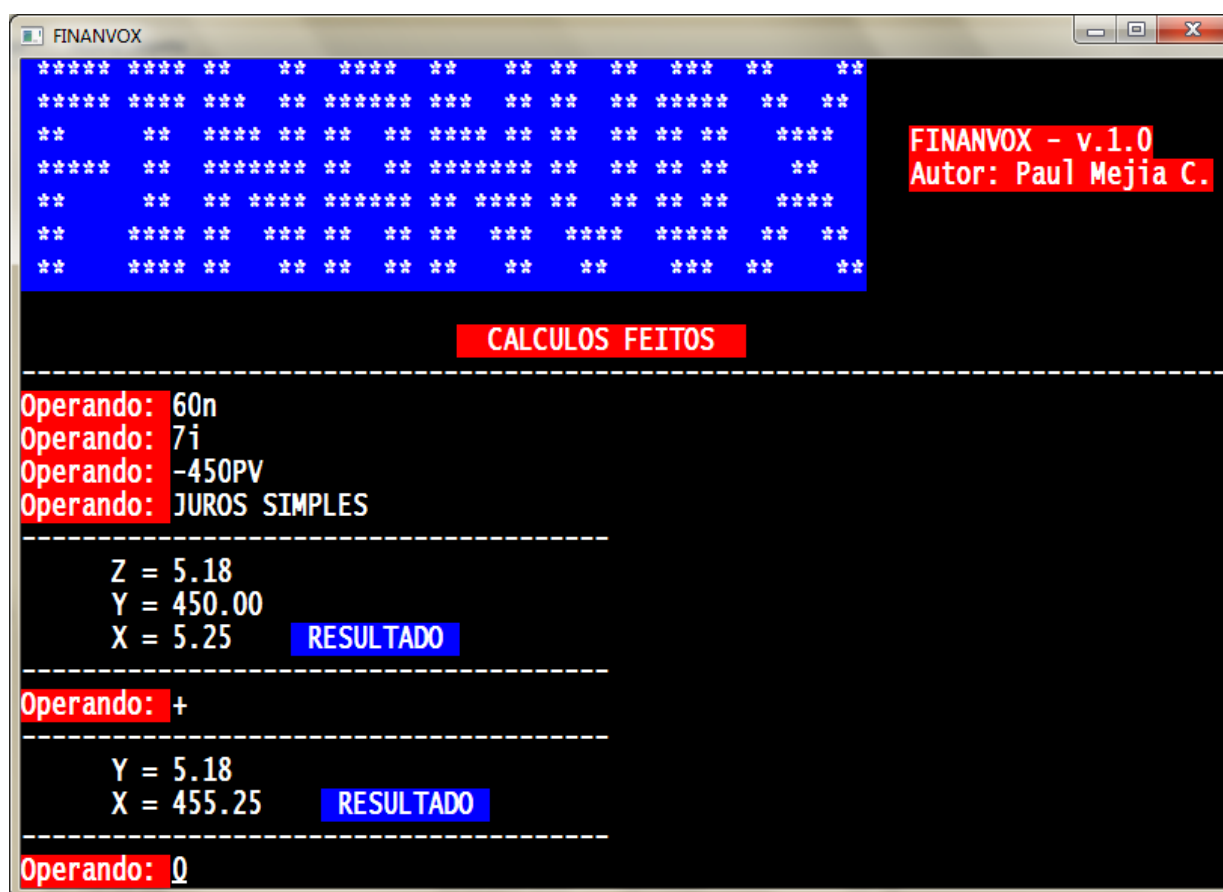 FINANVOX
FINANVOX - v.1.0
Autor: Paul Mejia C.
CALCULOS FEITOS
Operando: 60n
Operando: 7i
Operando: -450PV
Operando: JUROS SIMPLES
Z = 5.18
Y = 450.00
X = 5.25 RESULTADO
Operando: +
Y = 5.18
X = 455.25 RESULTADO
Operando: 0